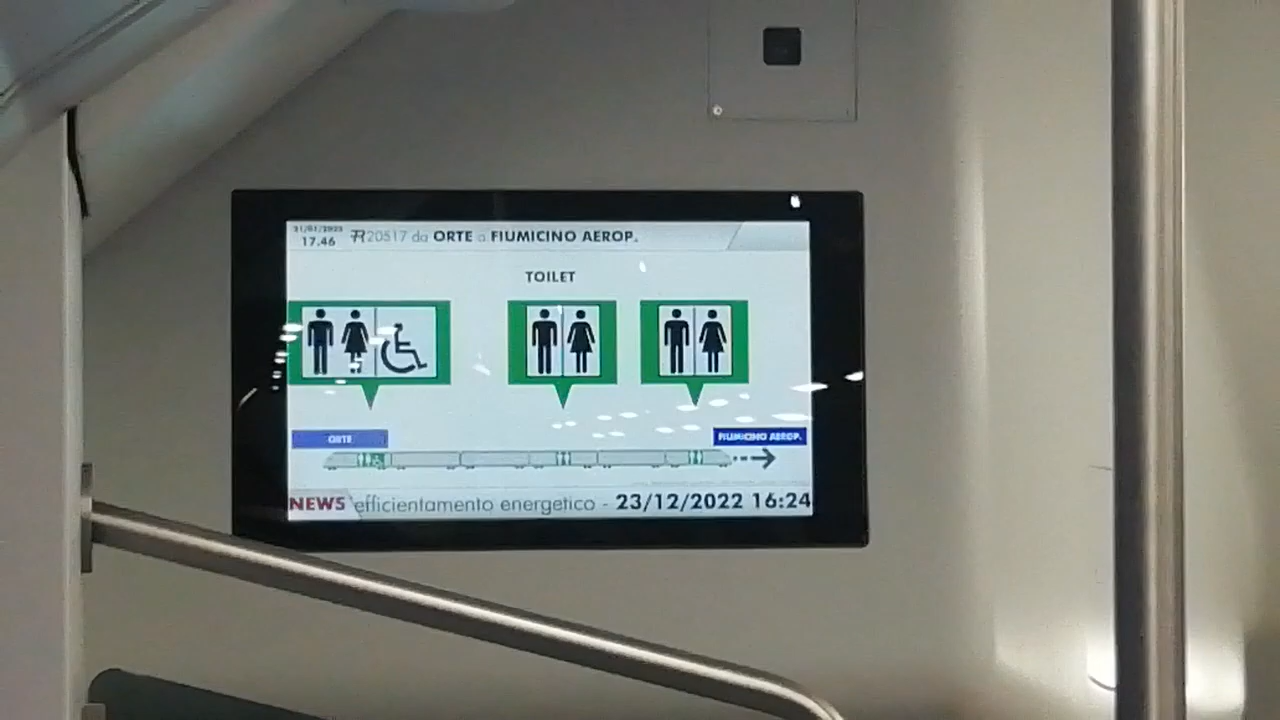 31/01/2023
17.46
R20517 da ORTE a FIUMICINO AEROP.
TOILET
ORTE
FIUMICINO AEROP.
NEWS efficientamento energetico - 23/12/2022 16:24